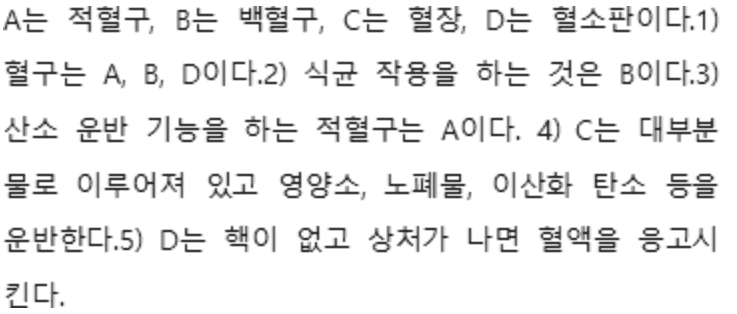 A는 적혈구, B는 백혈구, C는 혈장, D는 혈소판이다.1)
혈구는 A, B, D이다.2) 식균 작용을 하는 것은 B이다.3)
산소 운반 기능을 하는 적혈구는 A이다. 4) C는 대부분
물로 이루어져 있고 영양소, 노폐물, 이산화 탄소 등을
운반한다.5) D는 핵이 없고 상처가 나면 혈액을 응고시
킨다.